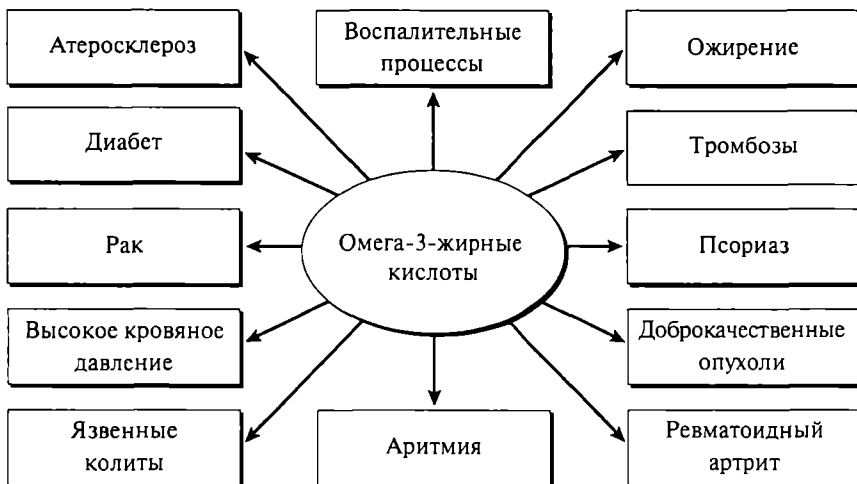 Атеросклероз
Воспалительные
процессы
Ожирение
Диабет
Тромбозы
Рак
Омега-3-жирные
кислоты
Псориаз
Высокое кровяное
давление
Доброкачественные
опухоли
Язвенные
колиты
Аритмия
Ревматоидный
артрит